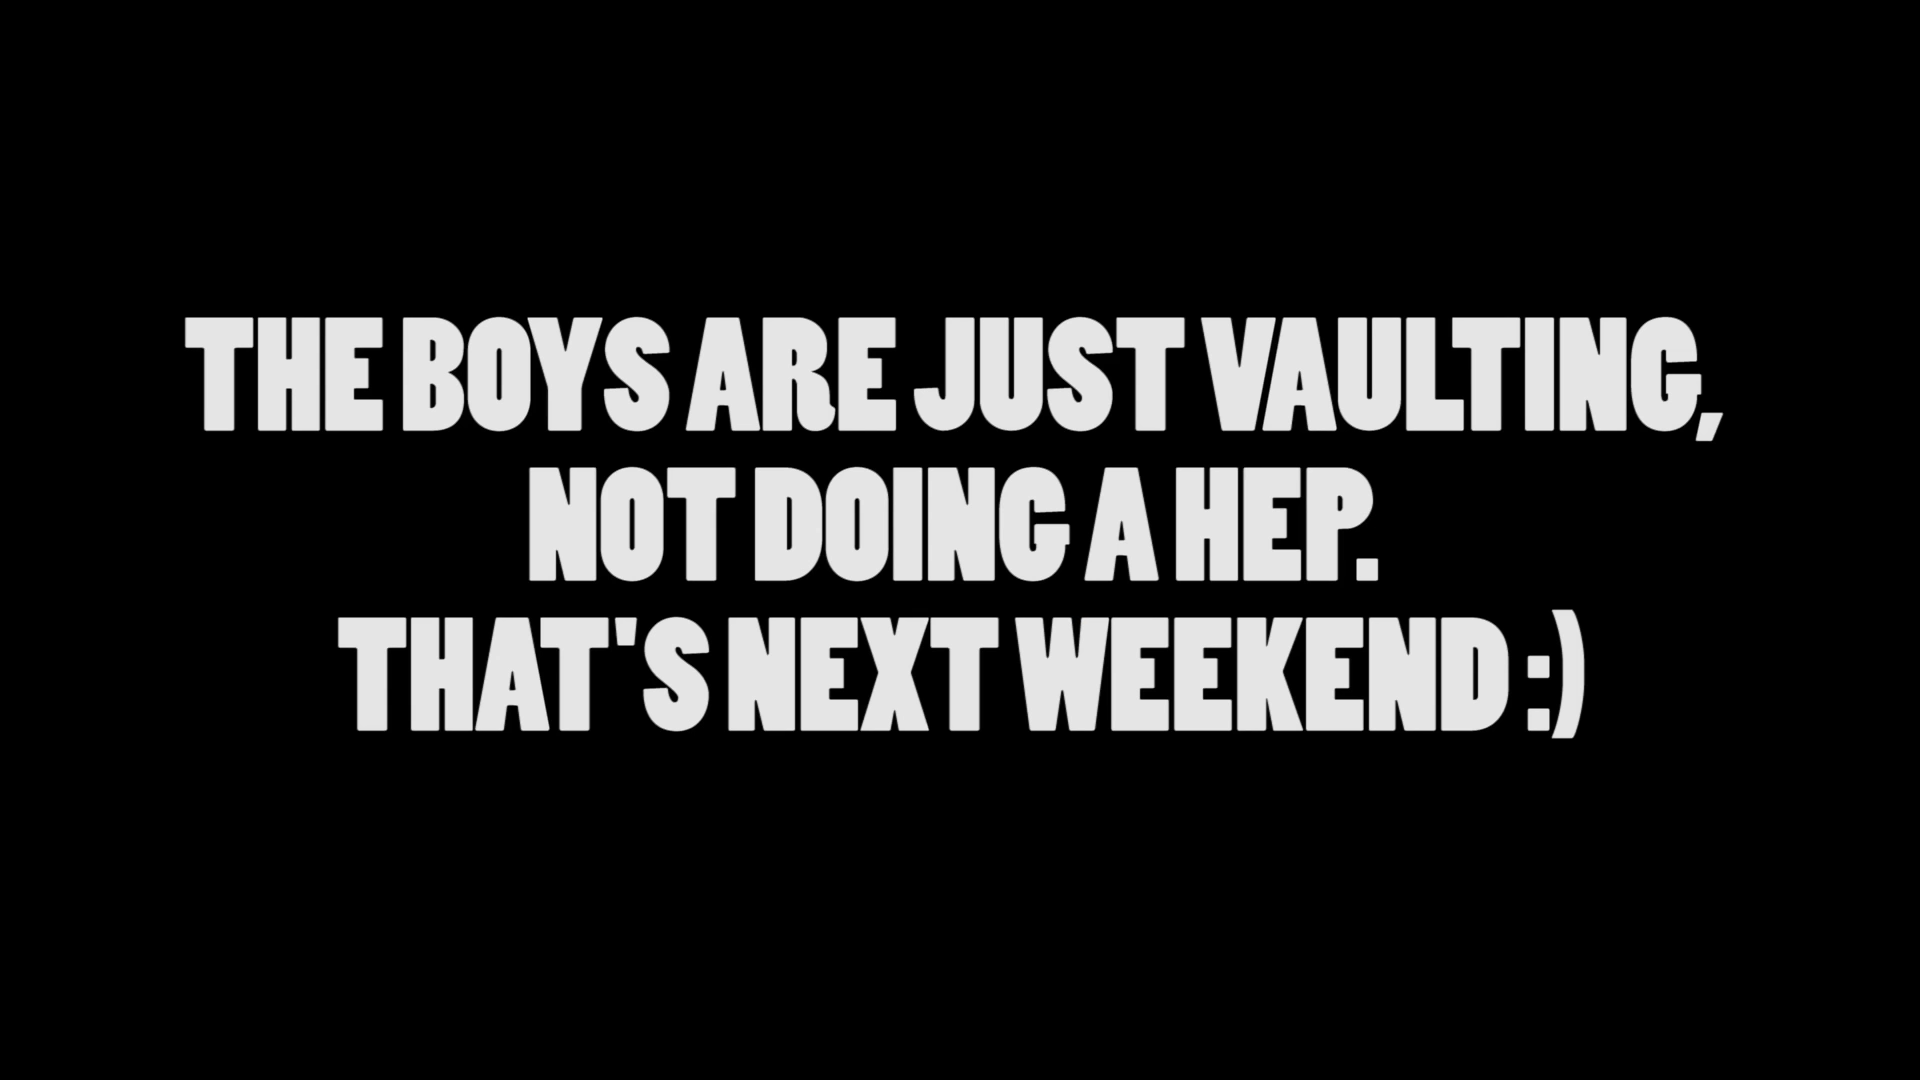 THE BOYS ARE JUST VAULTING,
NOT DOING A HEP.
THAT'S NEXT WEEKEND :)